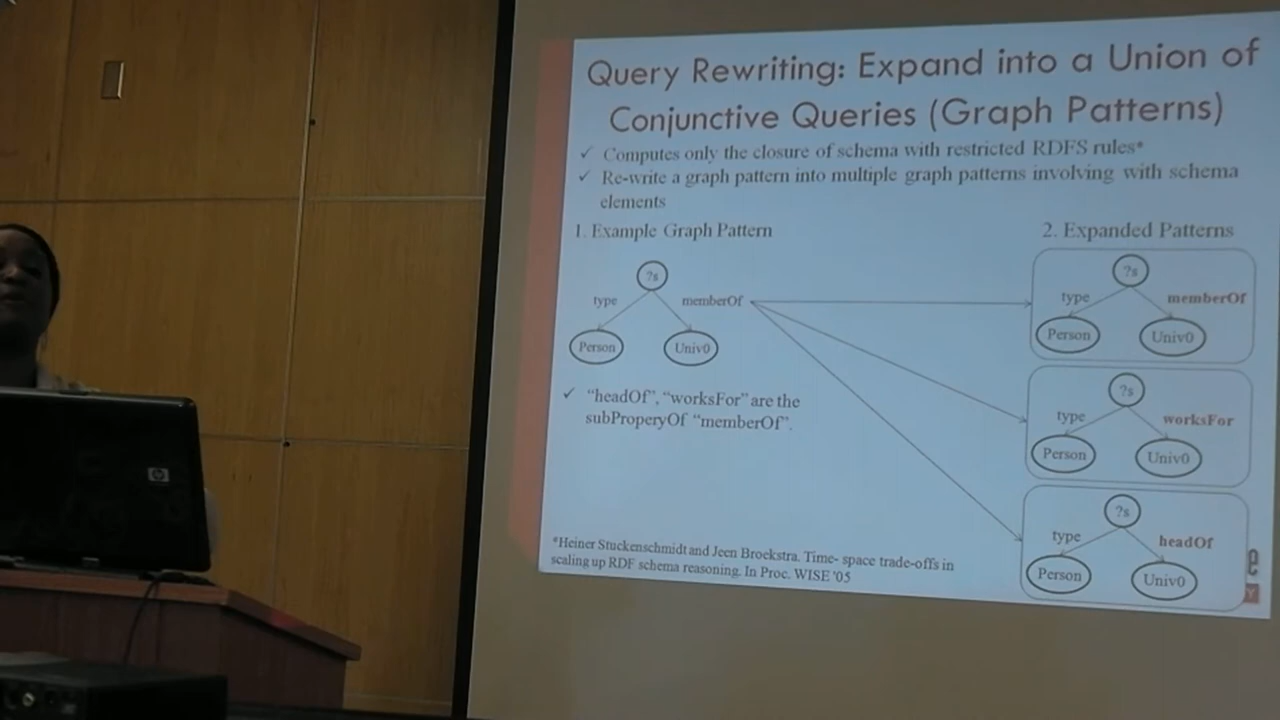 Query Rewriting: Expand into a Union of
Conjunctive Queries (Graph Patterns)
✓ Computes only the closure of schema with restricted RDFS rules*
✓ Re-write a graph pattern into multiple graph patterns involving with schema
elements
1. Example Graph Pattern
?s
type memberOf
Person Univ0
✓ "headOf", "worksFor" are the
subProperyOf "memberOf".
2. Expanded Patterns
?s
type memberOf
Person Univ0
?s
type worksFor
Person Univ0
?s
type headOf
Person Univ0
*Heiner Stuckenschmidt and Jeen Broekstra. Time- space trade-offs in
scaling up RDF schema reasoning. In Proc. WISE '05
e
Y
hp